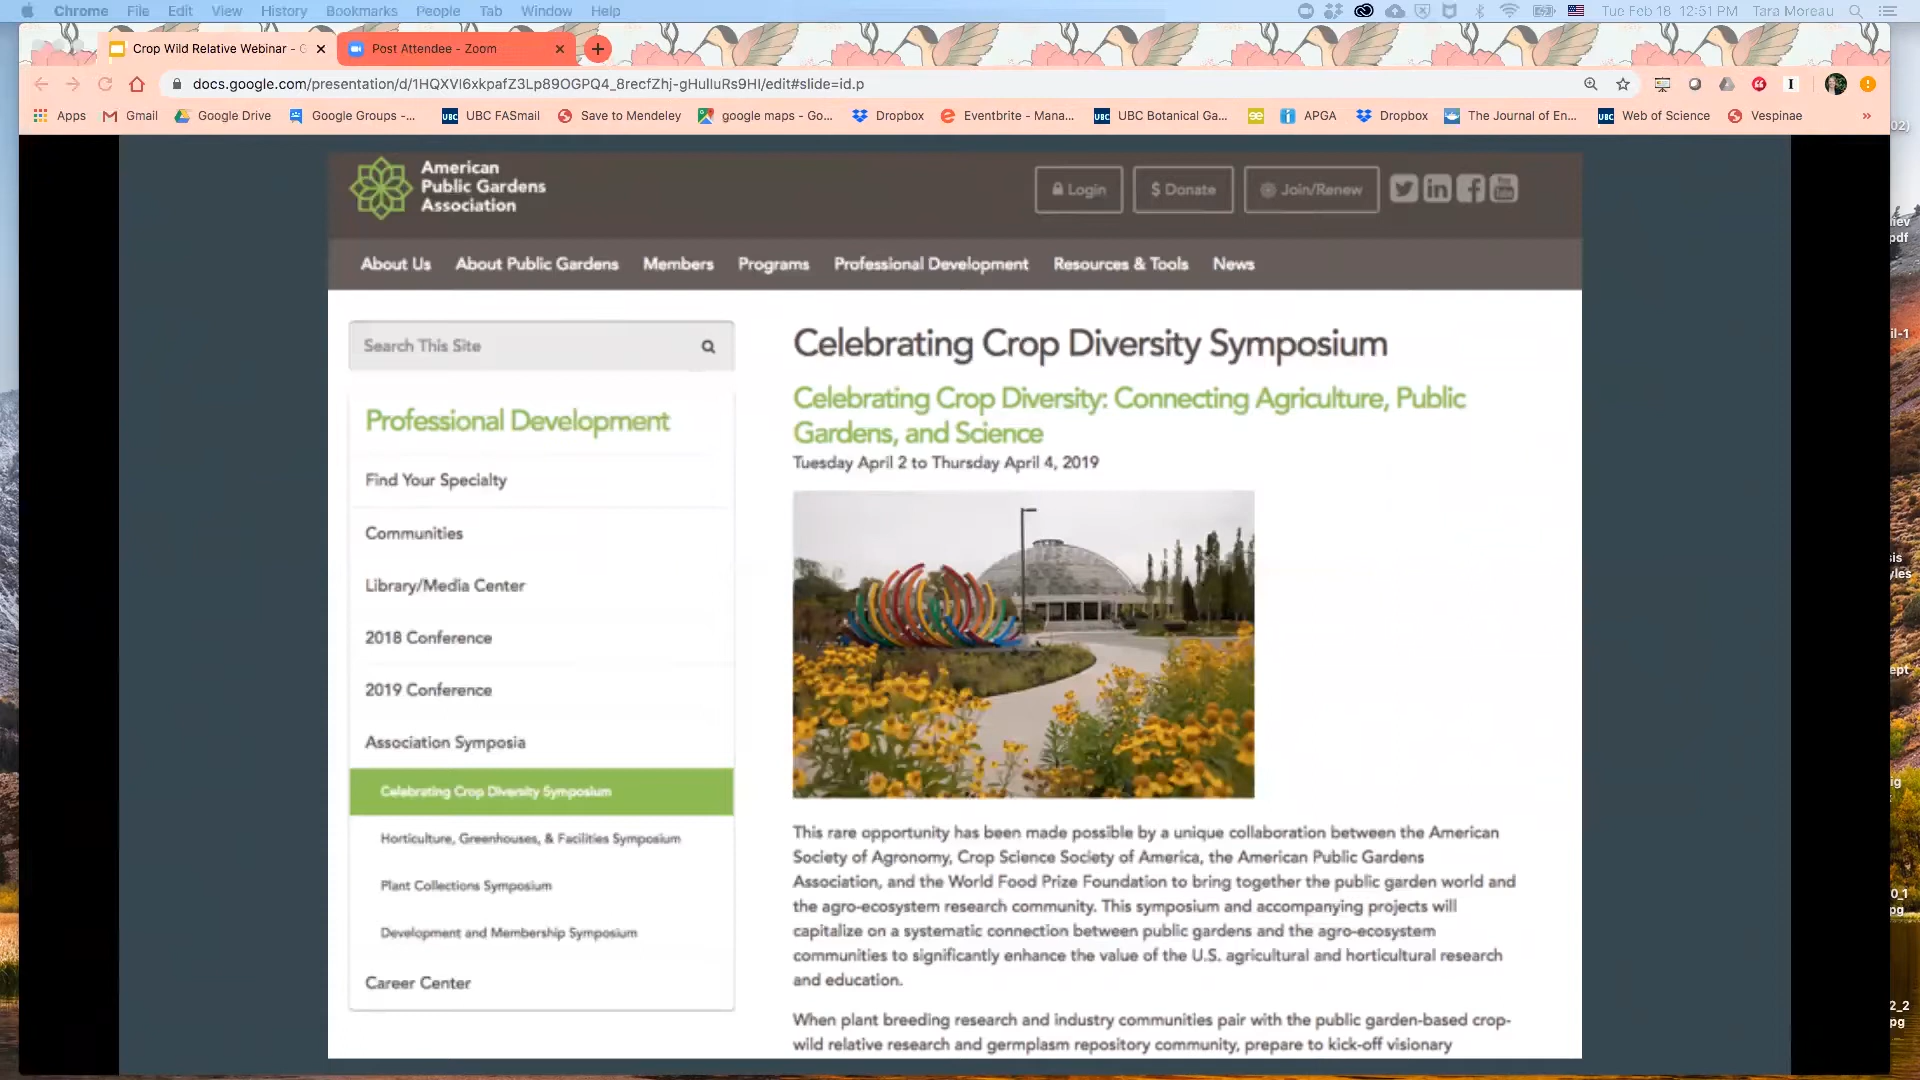 Chrome File Edit View History Bookmarks People Tab Window Help Tue Feb 18 12:51 PM Tara Moreau
Crop Wild Relative Webinar - G
Post Attendee - Zoom
docs.google.com/presentation/d/1HQXVl6xkpafZ3Lp89OGPQ4_8recfZhj-gHulluRs9HI/edit#slide=id.p
Apps Gmail Google Drive Google Groups -... UBC FASmail Save to Mendeley google maps - Go... Dropbox Eventbrite - Mana... UBC Botanical Ga... APGA Dropbox The Journal of En... Web of Science Vespinae »
American
Public Gardens
Association
Login
$ Donate
Join/Renew
About Us About Public Gardens Members Programs Professional Development Resources & Tools News
Search This Site
Professional Development
Find Your Specialty
Communities
Library/Media Center
2018 Conference
2019 Conference
Association Symposia
Celebrating Crop Diversity Symposium
Horticulture, Greenhouses, & Facilities Symposium
Plant Collections Symposium
Development and Membership Symposium
Career Center
Celebrating Crop Diversity Symposium
Celebrating Crop Diversity: Connecting Agriculture, Public
Gardens, and Science
Tuesday April 2 to Thursday April 4, 2019
This rare opportunity has been made possible by a unique collaboration between the American
Society of Agronomy, Crop Science Society of America, the American Public Gardens
Association, and the World Food Prize Foundation to bring together the public garden world and
the agro-ecosystem research community. This symposium and accompanying projects will
capitalize on a systematic connection between public gardens and the agro-ecosystem
communities to significantly enhance the value of the U.S. agricultural and horticultural research
and education.
When plant breeding research and industry communities pair with the public garden-based crop-
wild relative research and germplasm repository community, prepare to kick-off visionary